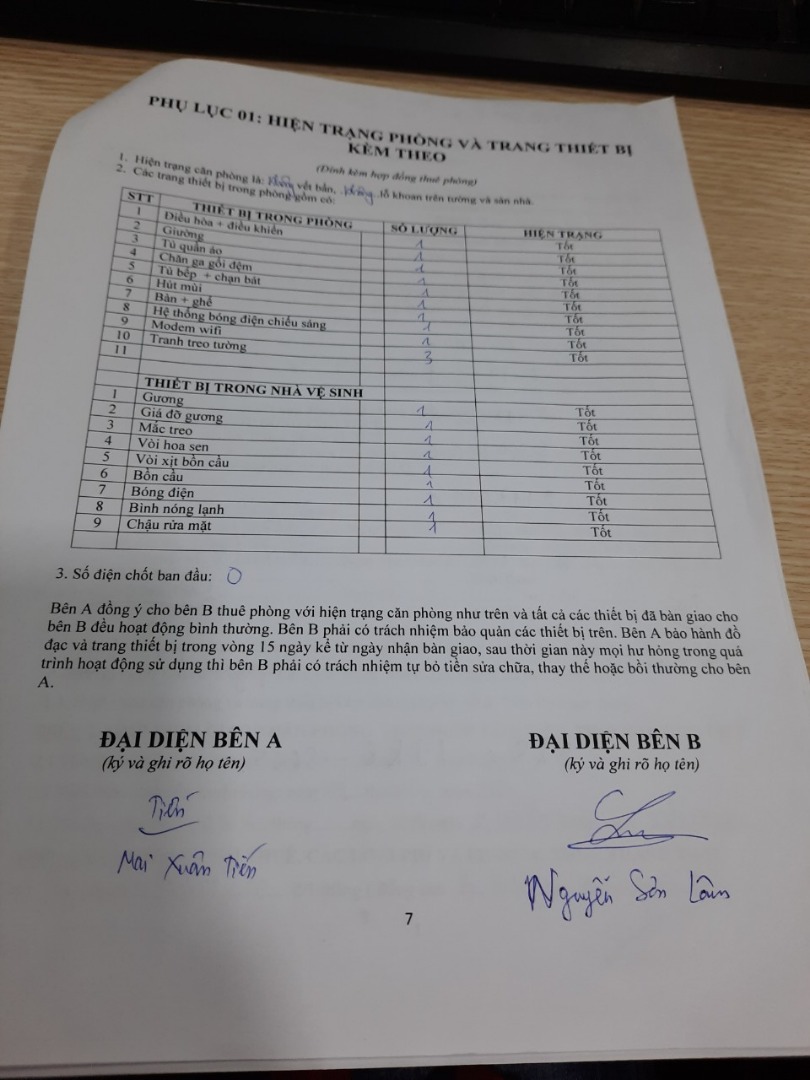 PHỤ LỤC 01: HIỆN TRẠNG PHÒNG VÀ TRANG THIẾT BỊ
KÈM THEO
(Đính kèm hợp đồng thuê phòng)
1. Hiện trạng căn phòng là: không vết bẩn, không lỗ khoan trên tường và sàn nhà.
2. Các trang thiết bị trong phòng gồm có:
STT THIẾT BỊ TRONG PHÒNG SỐ LƯỢNG HIỆN TRẠNG
1 Điều hòa + điều khiển 1 Tốt
2 Giường 1 Tốt
3 Tủ quần áo 1 Tốt
4 Chăn ga gối đệm 1 Tốt
5 Tủ bếp + chạn bát 1 Tốt
6 Hút mùi 1 Tốt
7 Bàn + ghế 1 Tốt
8 Hệ thống bóng điện chiếu sáng 1 Tốt
9 Modem wifi 1 Tốt
10 Tranh treo tường 3 Tốt
11
THIẾT BỊ TRONG NHÀ VỆ SINH
1 Gương 1 Tốt
2 Giá đỡ gương 1 Tốt
3 Mắc treo 1 Tốt
4 Vòi hoa sen 1 Tốt
5 Vòi xịt bồn cầu 1 Tốt
6 Bồn cầu 1 Tốt
7 Bóng điện 1 Tốt
8 Bình nóng lạnh 1 Tốt
9 Chậu rửa mặt 1 Tốt
3. Số điện chốt ban đầu: 0
Bên A đồng ý cho bên B thuê phòng với hiện trạng căn phòng như trên và tất cả các thiết bị đã bàn giao cho
bên B đều hoạt động bình thường. Bên B phải có trách nhiệm bảo quản các thiết bị trên. Bên A bảo hành đồ
đạc và trang thiết bị trong vòng 15 ngày kể từ ngày nhận bàn giao, sau thời gian này mọi hư hỏng trong quá
trình hoạt động sử dụng thì bên B phải có trách nhiệm tự bỏ tiền sửa chữa, thay thế hoặc bồi thường cho bên
A.
ĐẠI DIỆN BÊN A ĐẠI DIỆN BÊN B
(ký và ghi rõ họ tên) (ký và ghi rõ họ tên)
Tiến
Mai Xuân Tiến Nguyễn Sơn Lâm
7